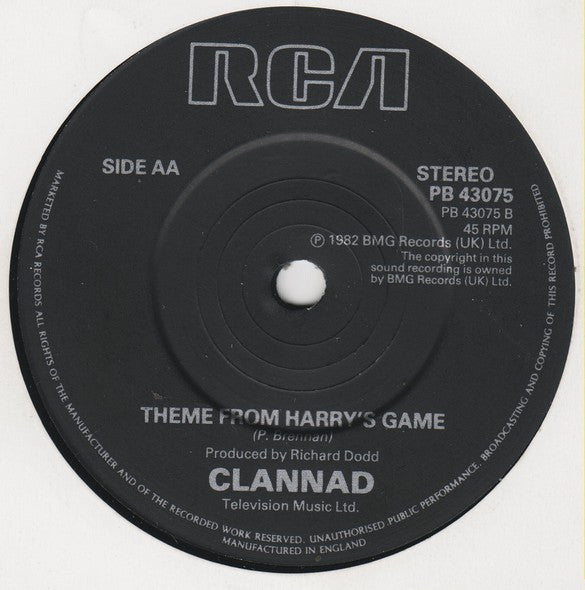 RCA
SIDE AA
STEREO
PB 43075
PB 43075 B
45 RPM
℗ 1982 BMG Records (UK) Ltd.
The copyright in this
sound recording is owned
by BMG Records (UK) Ltd.
THEME FROM HARRY'S GAME
(P. Brennan)
Produced by Richard Dodd
CLANNAD
Television Music Ltd.
MARKETED BY RCA RECORDS ALL RIGHTS OF THE MANUFACTURER AND OF THE RECORDED WORK RESERVED. UNAUTHORISED PUBLIC PERFORMANCE, BROADCASTING AND COPYING OF THIS RECORD PROHIBITED
MANUFACTURED IN ENGLAND